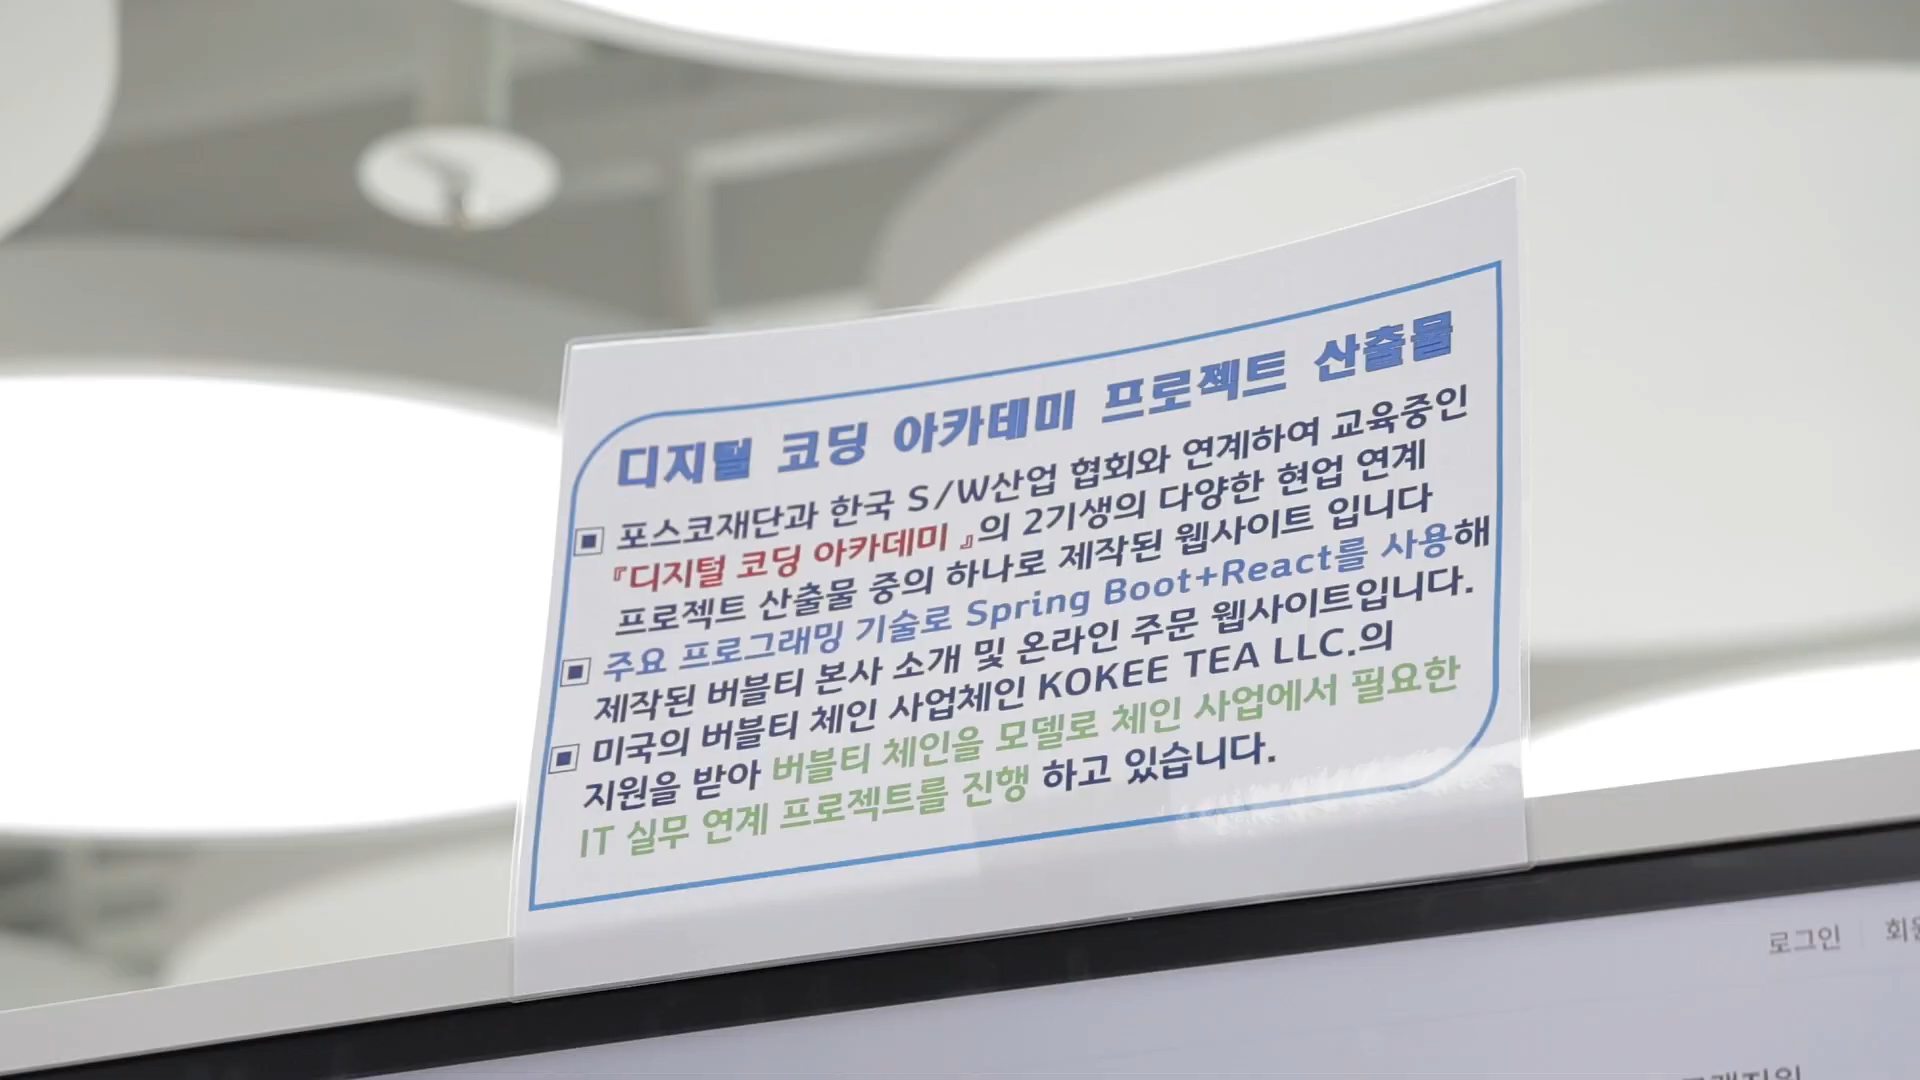 디지털 코딩 아카데미 프로젝트 산출물
▣ 포스코재단과 한국 S/W산업 협회와 연계하여 교육중인
『디지털 코딩 아카데미 』의 2기생의 다양한 현업 연계
프로젝트 산출물 중의 하나로 제작된 웹사이트 입니다
▣ 주요 프로그래밍 기술로 Spring Boot+React를 사용해
제작된 버블티 본사 소개 및 온라인 주문 웹사이트입니다.
▣ 미국의 버블티 체인 사업체인 KOKEE TEA LLC.의
지원을 받아 버블티 체인을 모델로 체인 사업에서 필요한
IT 실무 연계 프로젝트를 진행 하고 있습니다.
로그인